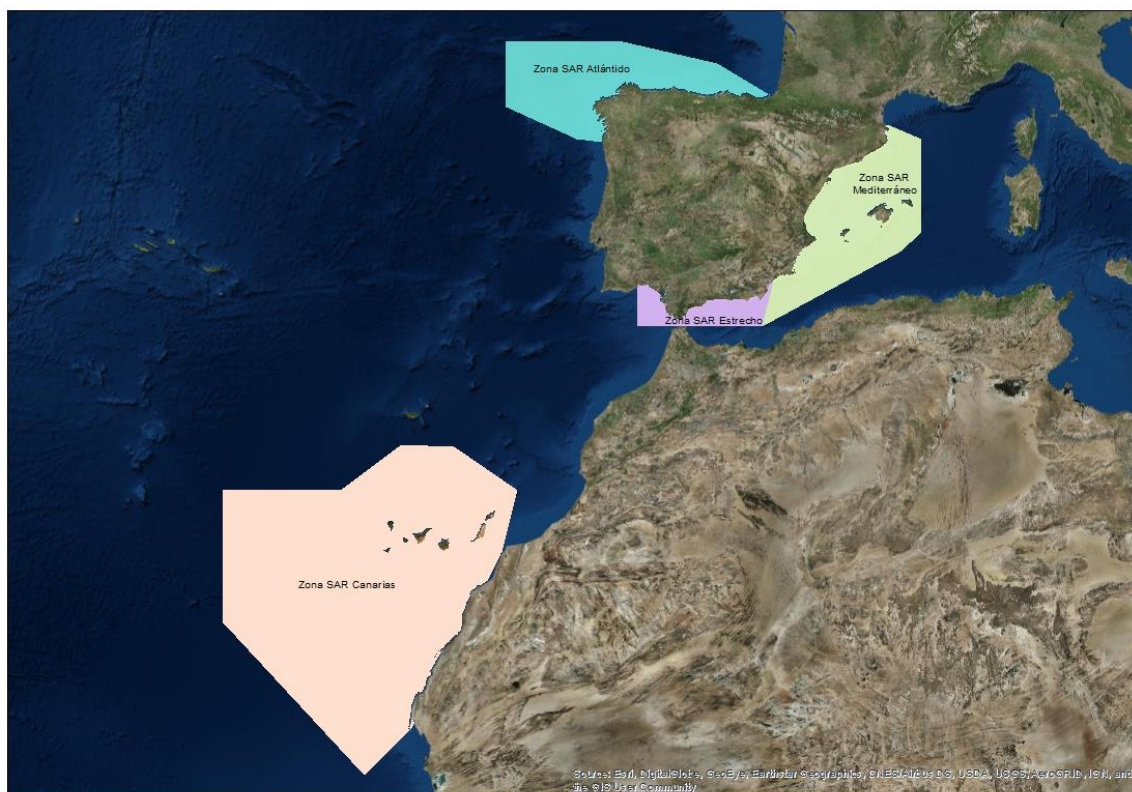 Zona SAR Atlántido
Zona SAR
Mediterráneo
Zona SAR Estrecho
Zona SAR Canarias
Source: Esri, DigitalGlobe, GeoEye, Earthstar Geographics, CNES/Airbus DS, USDA, USGS, AeroGRID, IGN, and
the GIS User Community